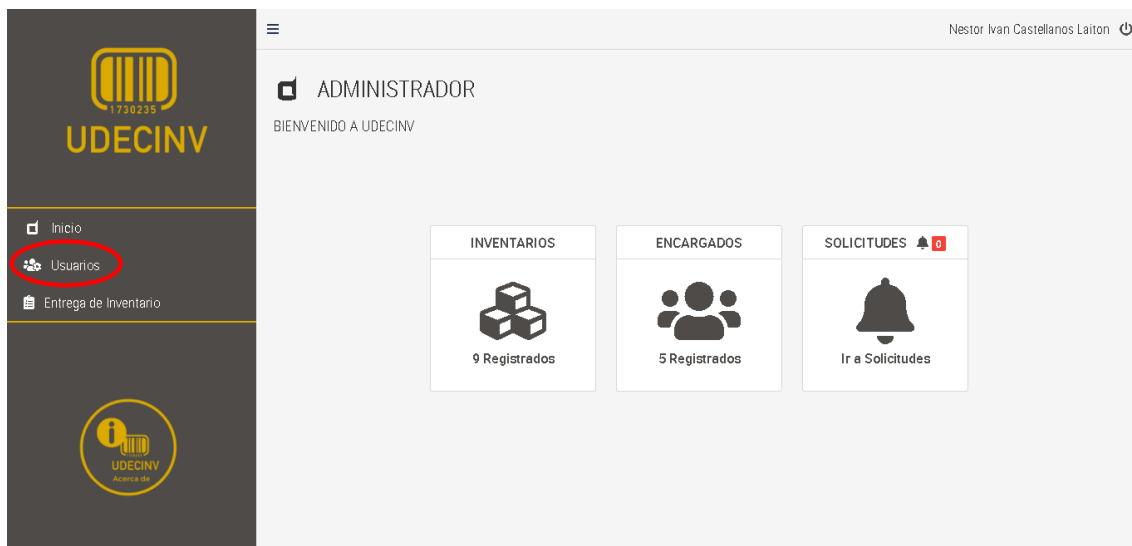 Nestor Ivan Castellanos Laiton
1730235
UDECINV
ADMINISTRADOR
BIENVENIDO A UDECINV
Inicio
Usuarios
Entrega de Inventario
INVENTARIOS
9 Registrados
ENCARGADOS
5 Registrados
SOLICITUDES 0
Ir a Solicitudes
i
UDECINV
Acerca de